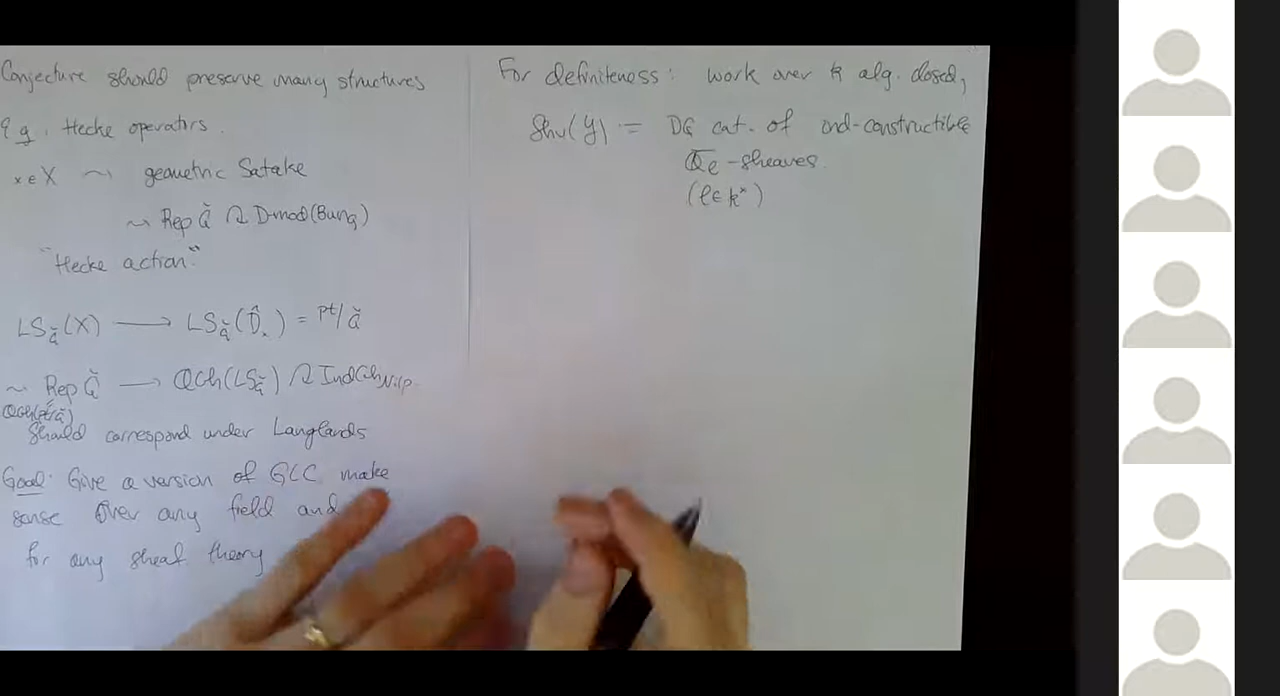 Conjecture should preserve many structures
E.g. Hecke operators.
x∈X ⇝ geometric Satake
⇝ Rep Ǧ ↷ D-mod(Bun_G)
"Hecke action"
LS_Ǧ(X) ⟶ LS_Ǧ(D̂_x) = pt/Ǧ
⇝ Rep Ǧ ⟶ QCoh(LS_Ǧ) ↷ IndCoh_Nilp.
QCoh(pt/Ǧ)
Should correspond under Langlands
Goal: Give a version of GLC make
sense over any field and
for any sheaf theory
For definiteness: work over k alg. closed,
Shv(Y) := DG cat. of ind-constructible
Q̄_ℓ-sheaves.
(ℓ∈k^×)